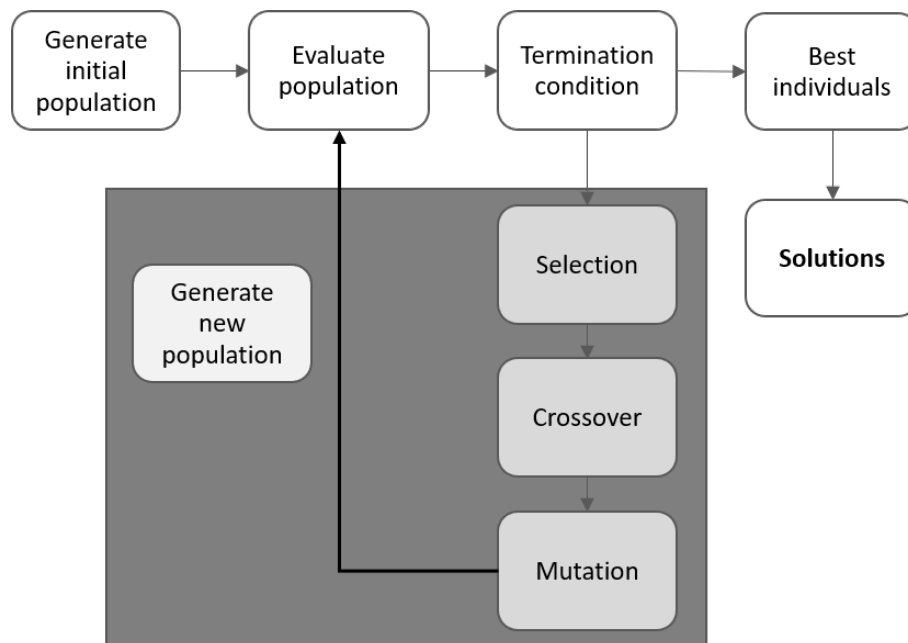 Generate
initial
population
Evaluate
population
Termination
condition
Best
individuals
Selection
Solutions
Generate
new
population
Crossover
Mutation